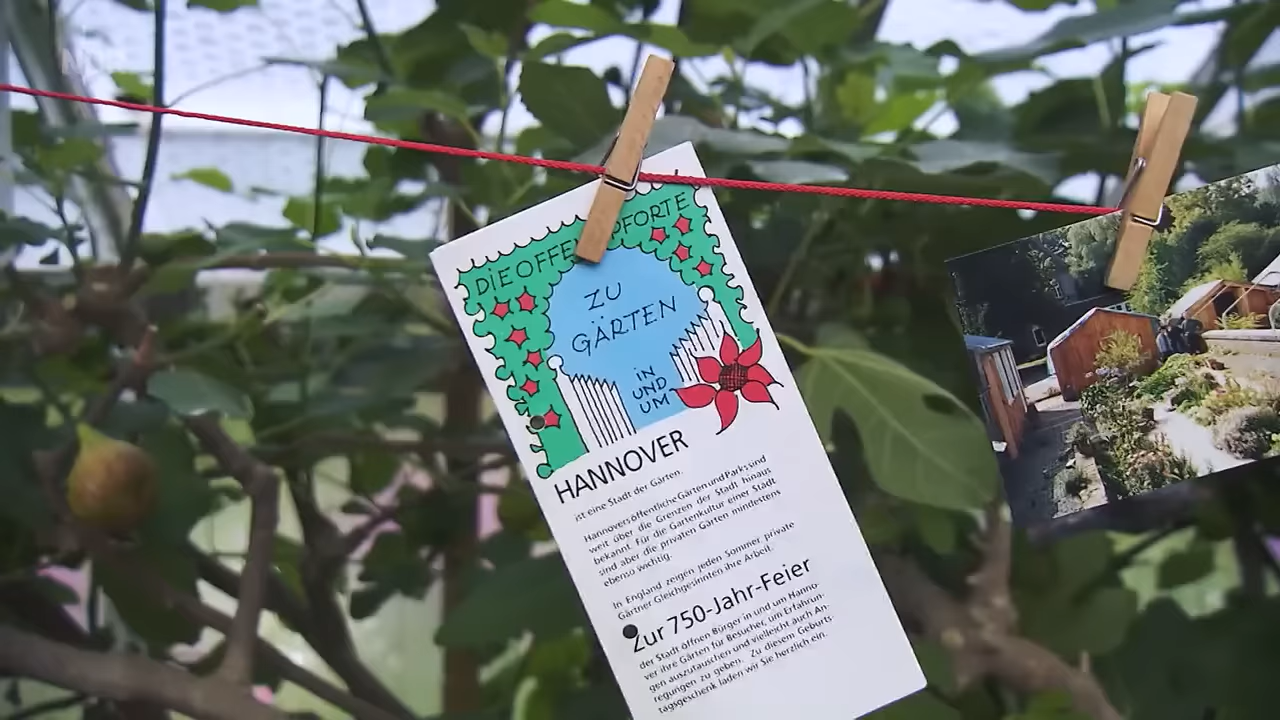 DIE OFFE PFORTE
ZU
GÄRTEN
IN
UND
UM
HANNOVER
ist eine Stadt der Gärten.
Hannovers öffentliche Gärten und Parks sind
weit über die Grenzen der Stadt hinaus
bekannt. Für die Gartenkultur einer Stadt
sind aber die privaten Gärten mindestens
ebenso wichtig.
In England zeigen jeden Sommer private
Gärtner Gleichgesinnten ihre Arbeit.
Zur 750-Jahr-Feier
der Stadt öffnen Bürger in und um Hanno-
ver ihre Gärten für Besucher, um Erfahrun-
gen auszutauschen und vielleicht auch An-
regungen zu geben. Zu diesem Geburts-
tagsgeschenk laden wir Sie herzlich ein.